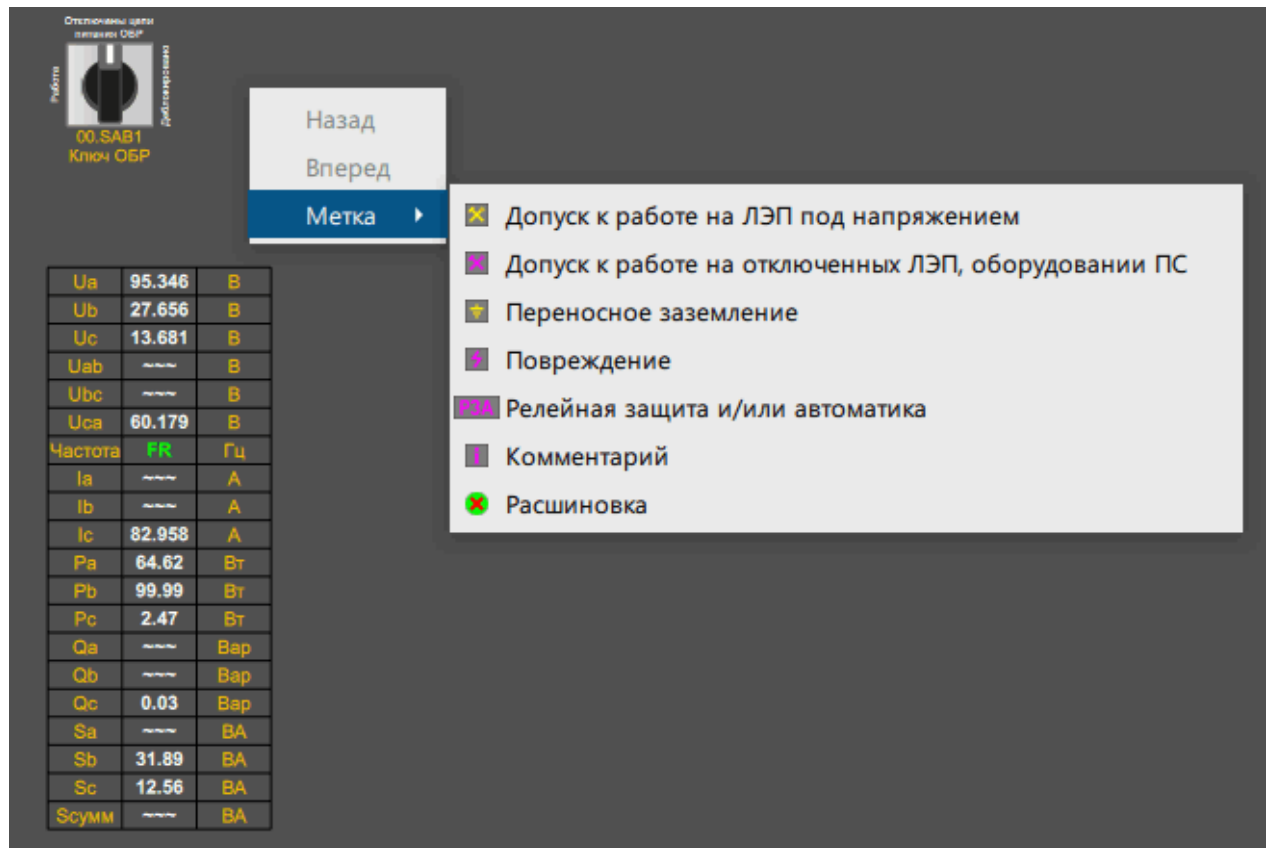 Отключены цепи
питания ОБР
Работа
Деблокировано
00.SAB1
Ключ ОБР
Назад
Вперед
Метка
Допуск к работе на ЛЭП под напряжением
Допуск к работе на отключенных ЛЭП, оборудовании ПС
Переносное заземление
Повреждение
РЗА Релейная защита и/или автоматика
Комментарий
Расшиновка
Ua 95.346 В
Ub 27.656 В
Uc 13.681 В
Uab ~~~ В
Ubc ~~~ В
Uca 60.179 В
Частота FR Гц
Ia ~~~ А
Ib ~~~ А
Ic 82.958 А
Pa 64.62 Вт
Pb 99.99 Вт
Pc 2.47 Вт
Qa ~~~ Вар
Qb ~~~ Вар
Qc 0.03 Вар
Sa ~~~ ВА
Sb 31.89 ВА
Sc 12.56 ВА
Sсумм ~~~ ВА